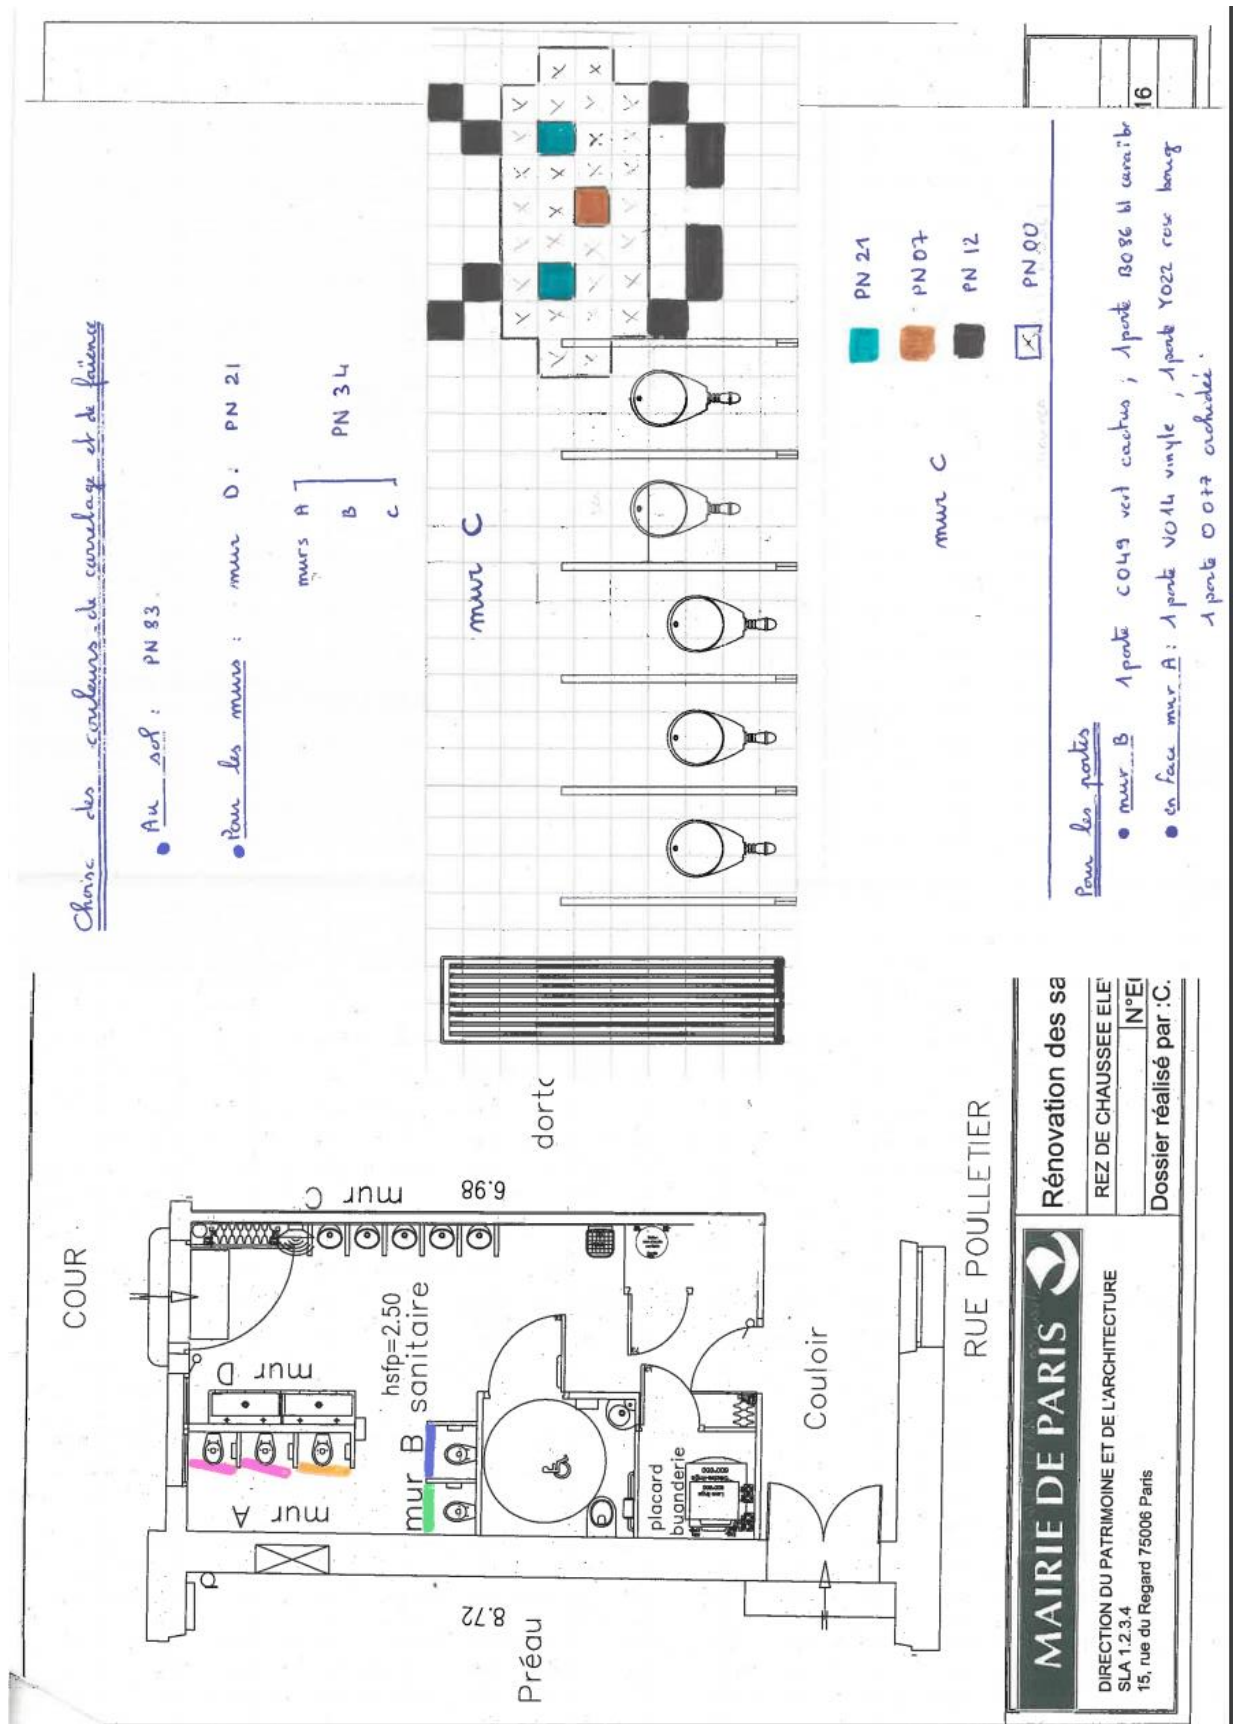 Choix des couleurs de carrelage et de faïence
• Au sol : PN 83
• Pour les murs : mur D : PN 21
murs A
B PN 34
C
mur C
PN 21
PN 07
PN 12
PN 00
mur C
Pour les portes
• mur B 1 porte C049 vert cactus ; 1 porte B086 bl caraïbe
• en face mur A : 1 porte V014 vinyle , 1 porte Y022 rose
1 porte O 077 orchidée.
16
COUR
mur D
mur A
mur B
mur C
6.98
8.72
hsfp=2.50
sanitaire
dorto
placard
buanderie
Couloir
Préau
RUE POULLETIER
MAIRIE DE PARIS
DIRECTION DU PATRIMOINE ET DE L'ARCHITECTURE
SLA 1.2.3.4
15, rue du Regard 75006 Paris
Rénovation des sa
REZ DE CHAUSSEE ELE
N°E
Dossier réalisé par :C.